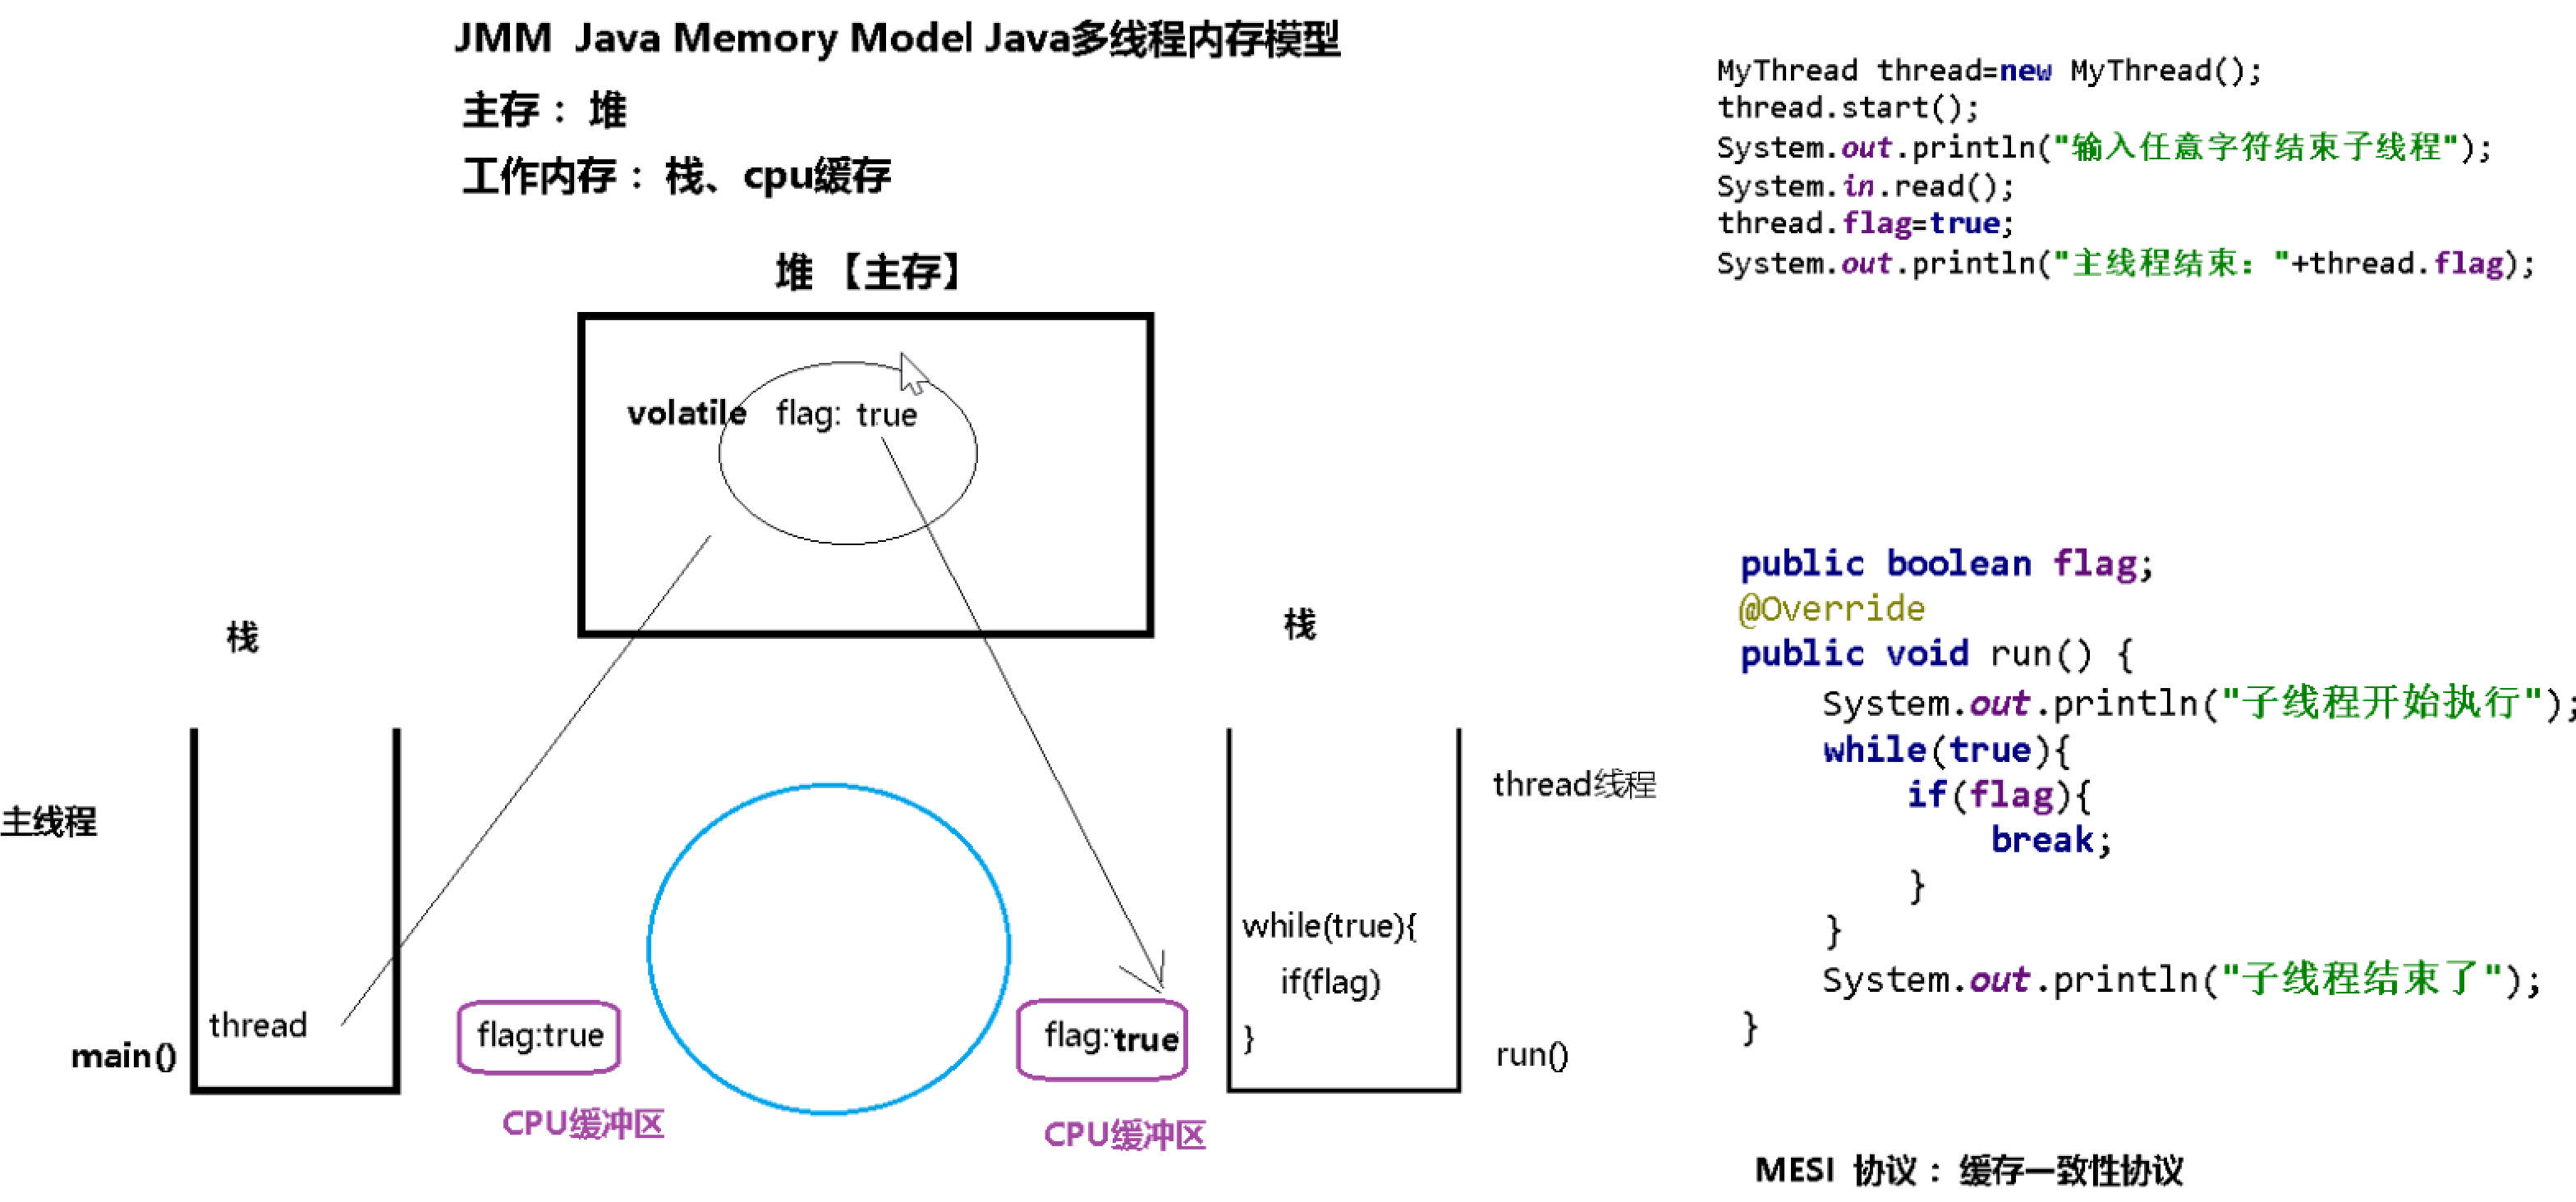 JMM Java Memory Model Java多线程内存模型
主存： 堆
工作内存： 栈、cpu缓存
堆 【主存】
volatile flag: true
栈
主线程
thread
main()
flag:true
CPU缓冲区
flag:true
CPU缓冲区
栈
thread线程
while(true){
if(flag)
}
run()
MyThread thread=new MyThread();
thread.start();
System.out.println("输入任意字符结束子线程");
System.in.read();
thread.flag=true;
System.out.println("主线程结束："+thread.flag);
public boolean flag;
@Override
public void run() {
System.out.println("子线程开始执行");
while(true){
if(flag){
break;
}
}
System.out.println("子线程结束了");
}
MESI 协议：缓存一致性协议